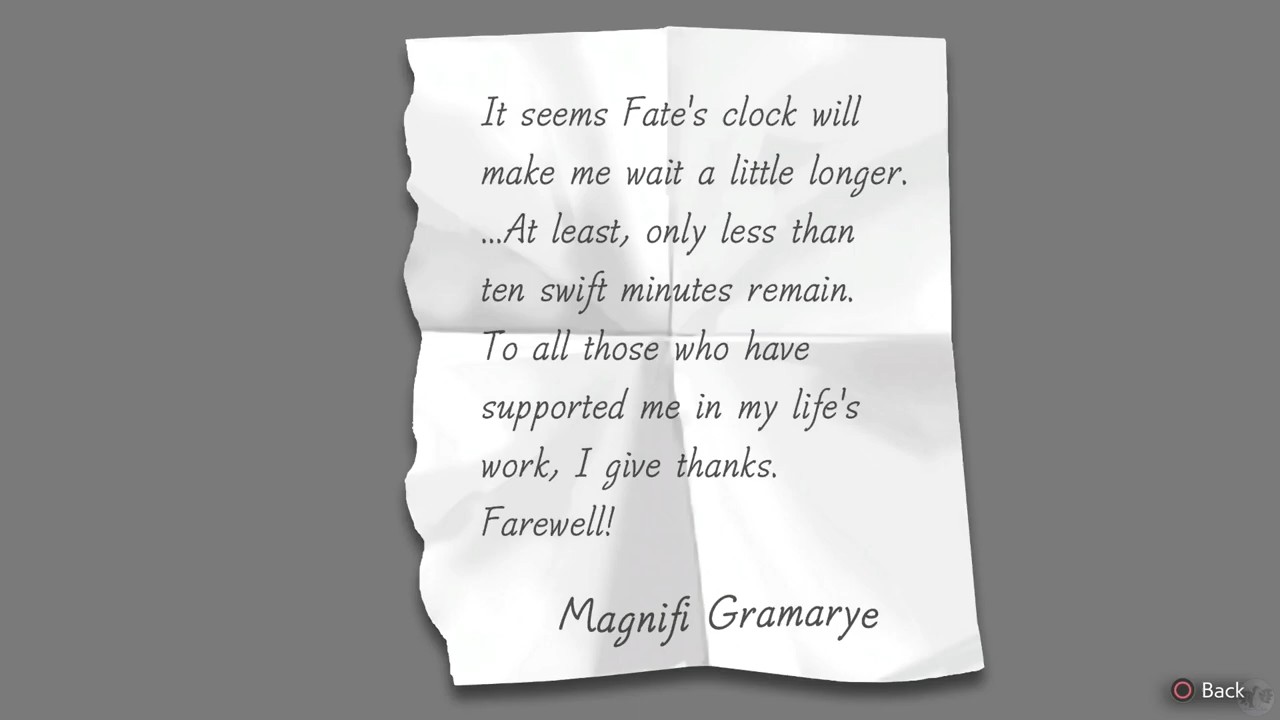 It seems Fate's clock will
make me wait a little longer.
...At least, only less than
ten swift minutes remain.
To all those who have
supported me in my life's
work, I give thanks.
Farewell!
Magnifi Gramarye
Back